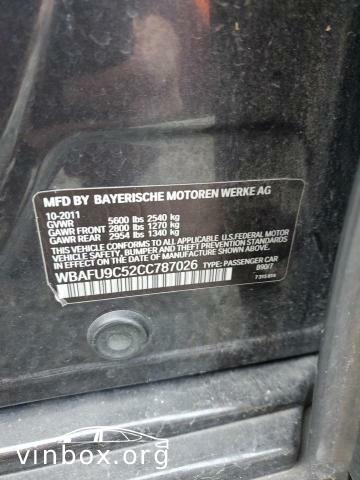 MFD BY BAYERISCHE MOTOREN WERKE AG
10-2011
GVWR 5600 lbs 2540 kg
GAWR FRONT 2800 lbs 1270 kg
GAWR REAR 2954 lbs 1340 kg
THIS VEHICLE CONFORMS TO ALL APPLICABLE U.S.FEDERAL MOTOR
VEHICLE SAFETY, BUMPER AND THEFT PREVENTION
STANDARDS IN EFFECT ON THE DATE OF MANUFACTURE
SHOWN ABOVE.
WBAFU9C52CC787026 TYPE: PASSENGER CAR
890/7
vinbox.org